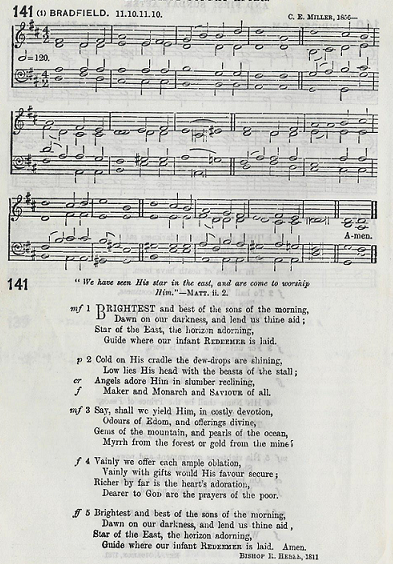 141 (1) BRADFIELD. 11.10.11.10.
C. E. MILLER, 1856—
=120.
A-men.
141
"We have seen His star in the east, and are come to worship
Him."—MATT. ii. 2.
mf 1 BRIGHTEST and best of the sons of the morning,
Dawn on our darkness, and lend us thine aid;
Star of the East, the horizon adorning,
Guide where our infant REDEEMER is laid.
p 2 Cold on His cradle the dew-drops are shining,
Low lies His head with the beasts of the stall;
cr Angels adore Him in slumber reclining,
f Maker and Monarch and SAVIOUR of all.
mf 3 Say, shall we yield Him, in costly devotion,
Odours of Edom, and offerings divine,
Gems of the mountain, and pearls of the ocean,
Myrrh from the forest or gold from the mine?
f 4 Vainly we offer each ample oblation,
Vainly with gifts would His favour secure;
Richer by far is the heart's adoration,
Dearer to GOD are the prayers of the poor.
ff 5 Brightest and best of the sons of the morning,
Dawn on our darkness, and lend us thine aid,
Star of the East, the horizon adorning,
Guide where our infant REDEEMER is laid. Amen.
BISHOP R. HEBER, 1811